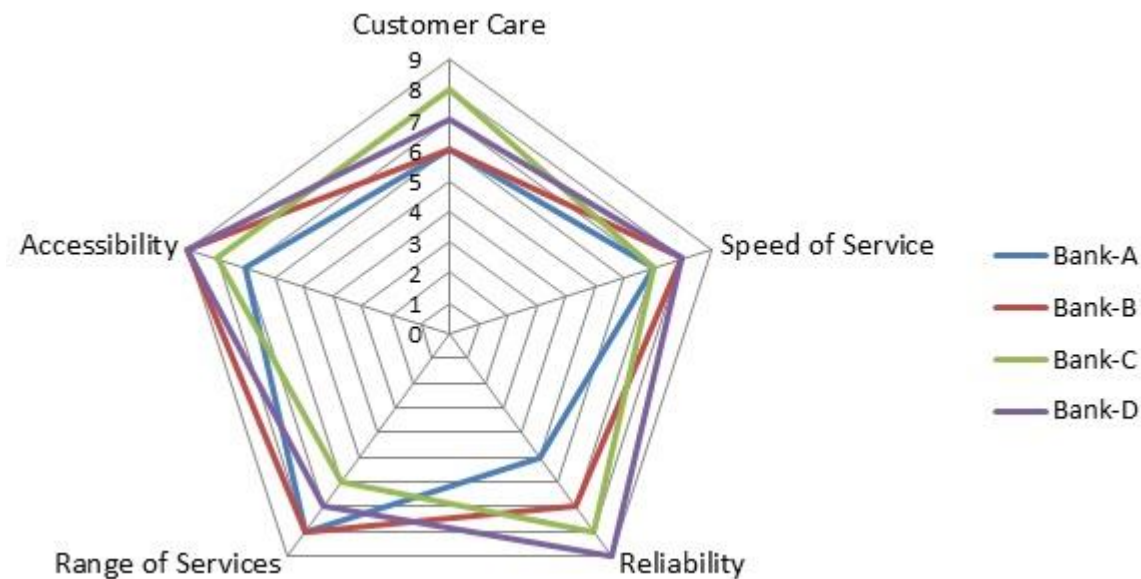 Customer Care
9
8
7
6
5
4
3
2
1
0
Accessibility
Speed of Service
Range of Services
Reliability
Bank-A
Bank-B
Bank-C
Bank-D